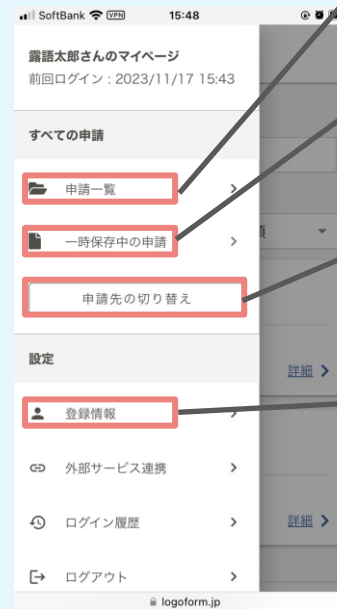 SoftBank VPN 15:48
露語太郎さんのマイページ
前回ログイン：2023/11/17 15:43
すべての申請
申請一覧
一時保存中の申請
申請先の切り替え
設定
詳細
登録情報
外部サービス連携
ログイン履歴
詳細
ログアウト
logoform.jp